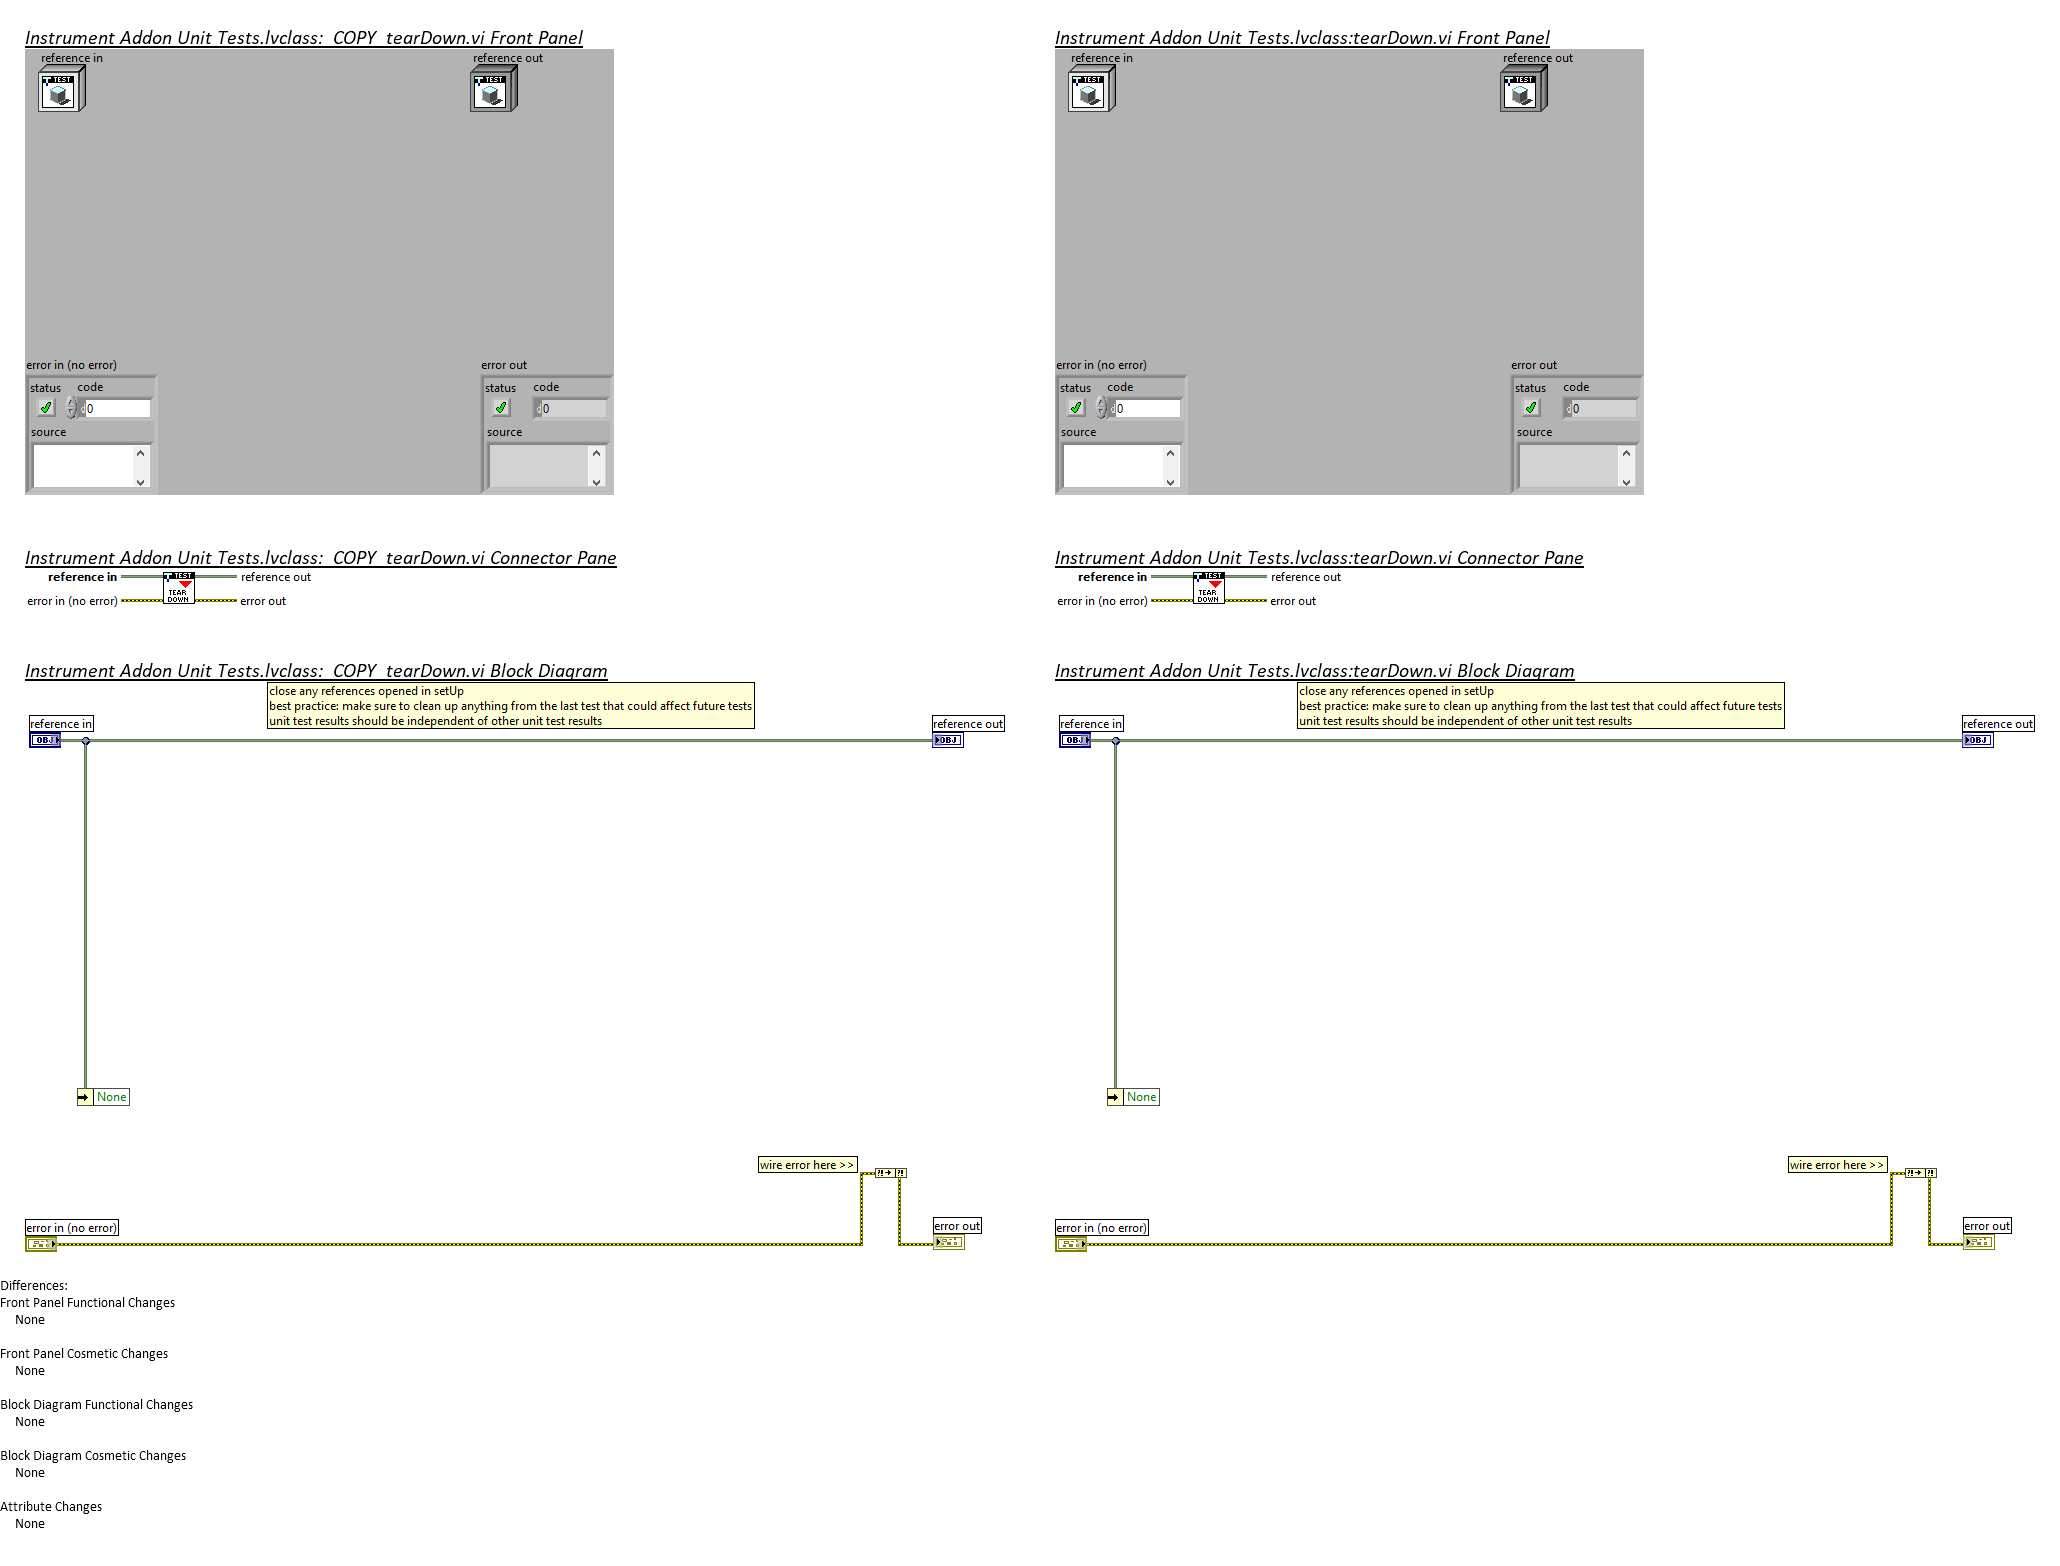 Instrument Addon Unit Tests.lvclass:_COPY_tearDown.vi Front Panel
reference in
reference out
TEST
TEST
error in (no error)
error out
status code
status code
0
0
source
source
Instrument Addon Unit Tests.lvclass:_COPY_tearDown.vi Connector Pane
reference in
TEST
reference out
error in (no error)
TEAR
DOWN
error out
Instrument Addon Unit Tests.lvclass:_COPY_tearDown.vi Block Diagram
close any references opened in setUp
best practice: make sure to clean up anything from the last test that could affect future tests
unit test results should be independent of other unit test results
reference in
OBJ
reference out
OBJ
None
wire error here >>
?! ?!
error in (no error)
error out
Instrument Addon Unit Tests.lvclass:tearDown.vi Front Panel
reference in
reference out
TEST
TEST
error in (no error)
error out
status code
status code
0
0
source
source
Instrument Addon Unit Tests.lvclass:tearDown.vi Connector Pane
reference in
TEST
reference out
error in (no error)
TEAR
DOWN
error out
Instrument Addon Unit Tests.lvclass:tearDown.vi Block Diagram
close any references opened in setUp
best practice: make sure to clean up anything from the last test that could affect future tests
unit test results should be independent of other unit test results
reference in
OBJ
reference out
OBJ
None
wire error here >>
?! ?!
error in (no error)
error out
Differences:
Front Panel Functional Changes
None
Front Panel Cosmetic Changes
None
Block Diagram Functional Changes
None
Block Diagram Cosmetic Changes
None
Attribute Changes
None